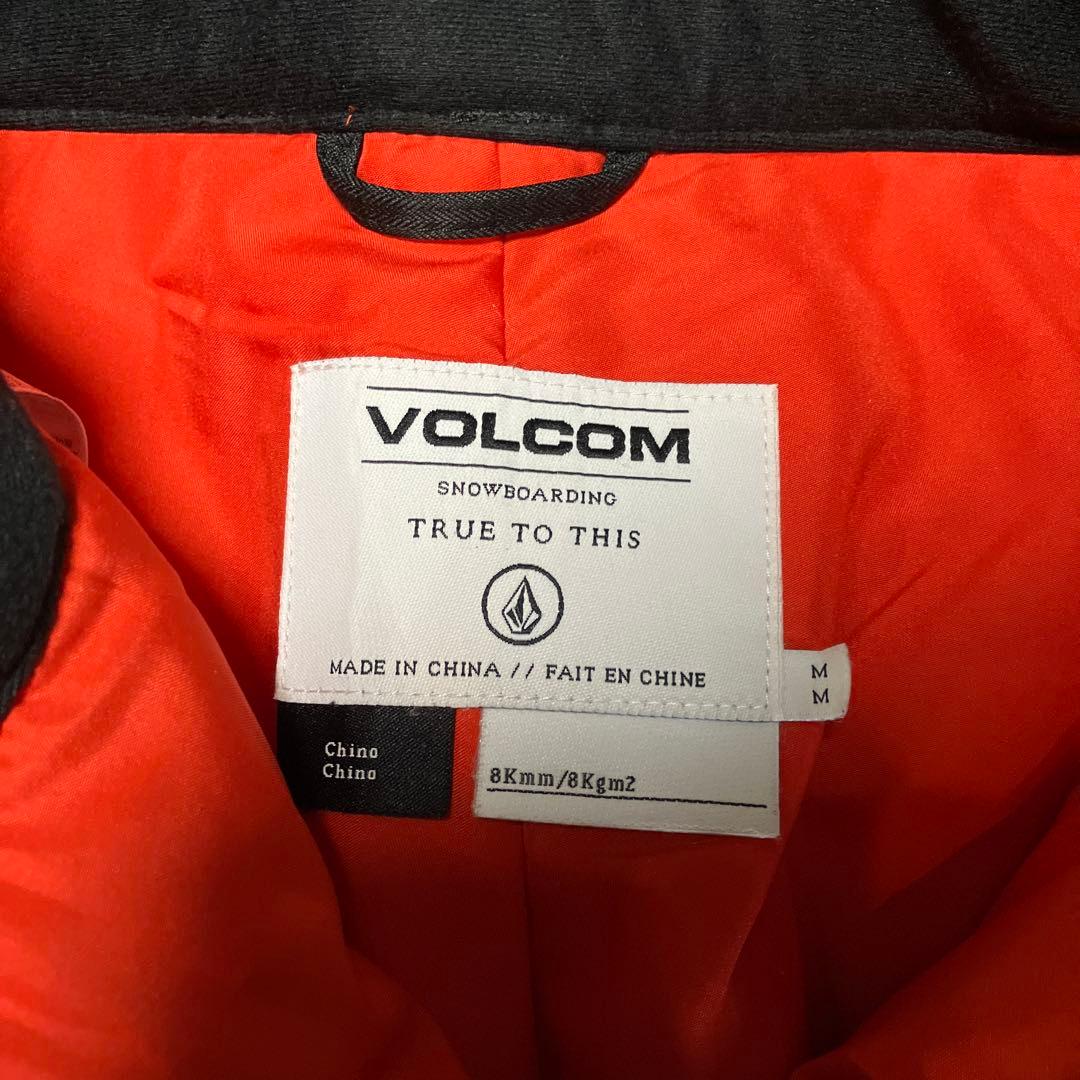 VOLCOM
SNOWBOARDING
TRUE TO THIS
MADE IN CHINA // FAIT EN CHINE
M
M
Chino
Chino
8Kmm/8Kgm2